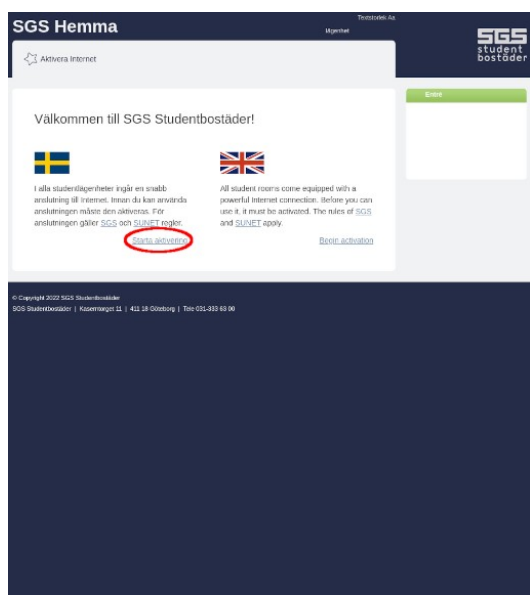 SGS Hemma
Textstorlek Aa
lägenhet
SGS
student
bostäder
Aktivera Internet
Entré
Välkommen till SGS Studentbostäder!
I alla studentlägenheter ingår en snabb
anslutning till Internet. Innan du kan använda
anslutningen måste den aktiveras. För
anslutningen gäller SGS och SUNET regler.
Starta aktivering
All student rooms come equipped with a
powerful Internet connection. Before you can
use it, it must be activated. The rules of SGS
and SUNET apply.
Begin activation
© Copyright 2022 SGS Studentbostäder
SGS Studentbostäder | Kaserntorget 11 | 411 18 Göteborg | Tele 031-333 63 00